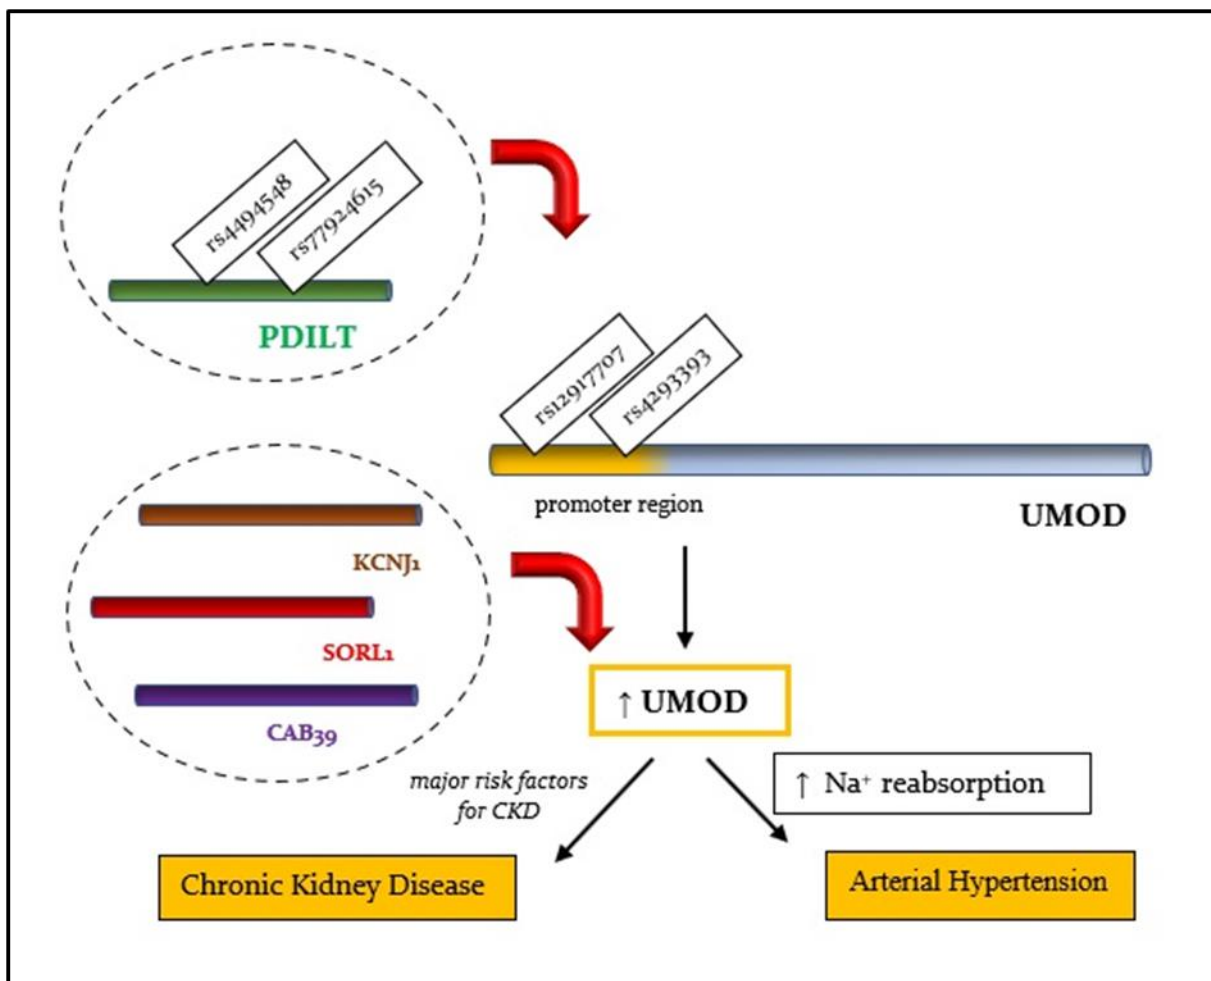 rs4494548
rs77924615
PDILT
rs12917707
rs4293393
promoter region
UMOD
KCNJ1
SORL1
CAB39
↑ UMOD
major risk factors
for CKD
↑ Na⁺ reabsorption
Chronic Kidney Disease
Arterial Hypertension